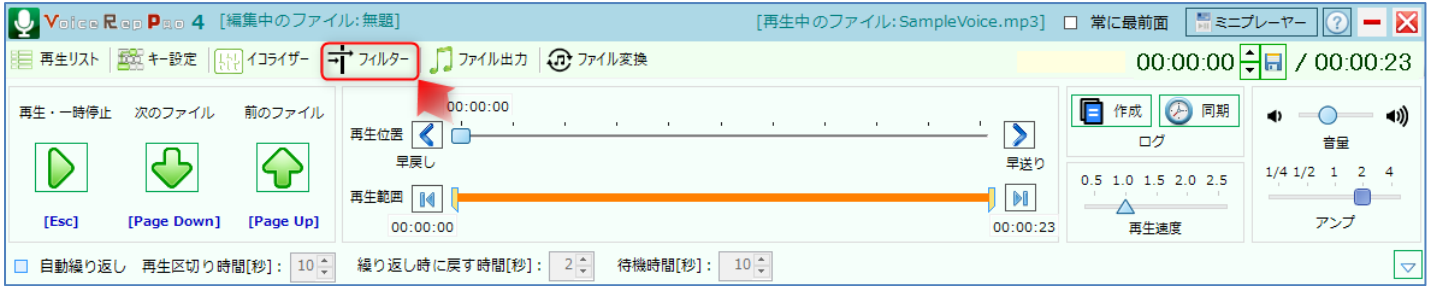 Voice Rep Pro 4 [編集中のファイル:無題] [再生中のファイル:SampleVoice.mp3] 常に最前面 ミニプレーヤー ?
再生リスト キー設定 イコライザー フィルター ファイル出力 ファイル変換 00:00:00 / 00:00:23
再生・一時停止 次のファイル 前のファイル
[Esc] [Page Down] [Page Up]
00:00:00
再生位置
早戻し 早送り
再生範囲
00:00:00 00:00:23
作成 同期
ログ
0.5 1.0 1.5 2.0 2.5
再生速度
音量
1/4 1/2 1 2 4
アンプ
自動繰り返し 再生区切り時間[秒]: 10 繰り返し時に戻す時間[秒]: 2 待機時間[秒]: 10